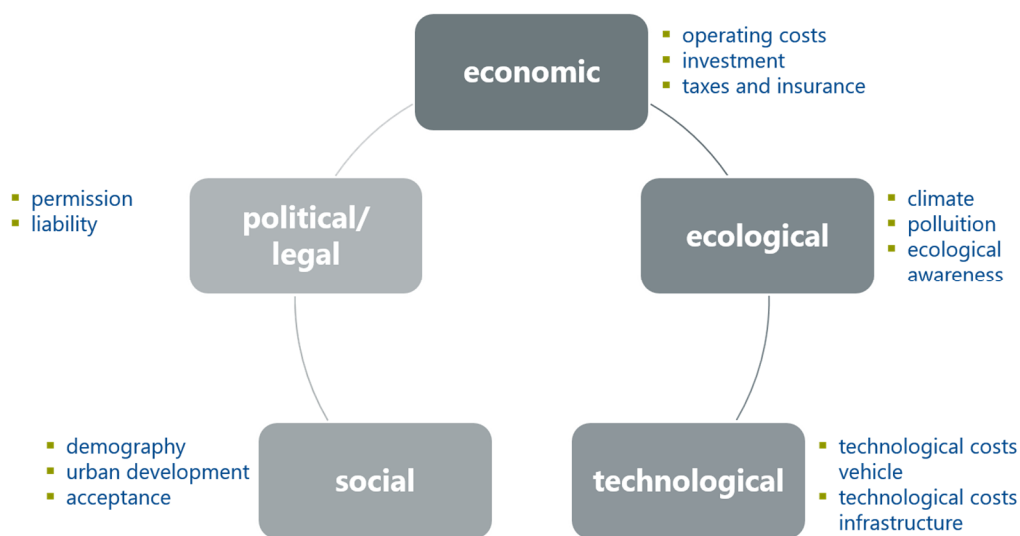 economic
▪ operating costs
▪ investment
▪ taxes and insurance
▪ permission
▪ liability
political/
legal
ecological
▪ climate
▪ polluition
▪ ecological
awareness
▪ demography
▪ urban development
▪ acceptance
social
technological
▪ technological costs
vehicle
▪ technological costs
infrastructure